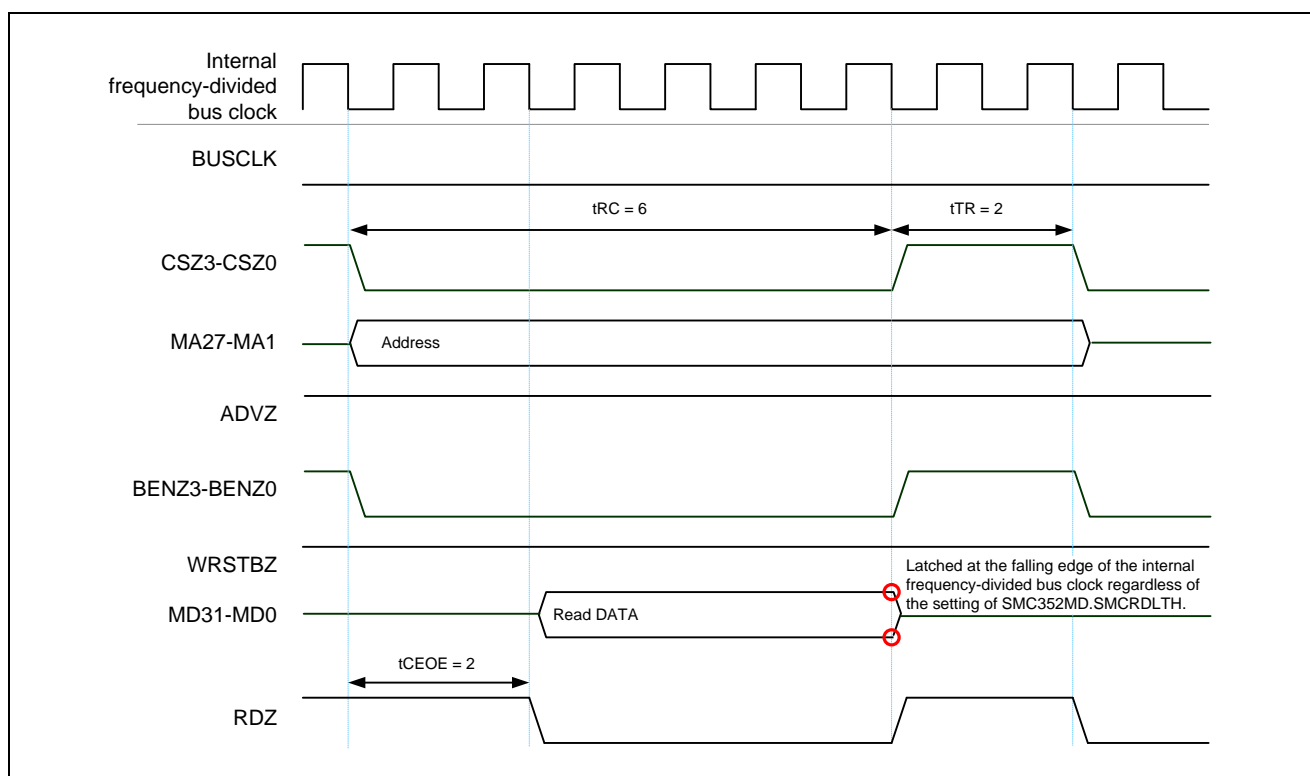 Internal
frequency-divided
bus clock
BUSCLK
tRC = 6
tTR = 2
CSZ3-CSZ0
MA27-MA1
Address
ADVZ
BENZ3-BENZ0
WRSTBZ
Latched at the falling edge of the internal
frequency-divided bus clock regardless of
the setting of SMC352MD.SMCRDLTH.
MD31-MD0
Read DATA
tCEOE = 2
RDZ